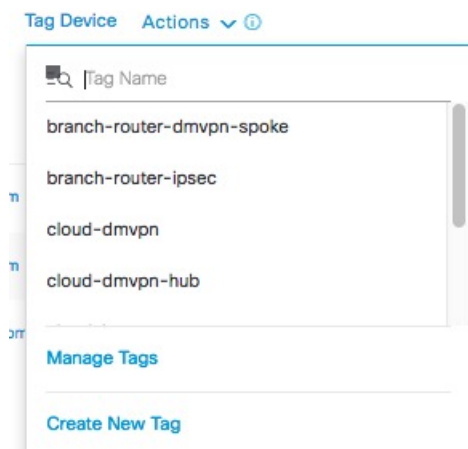 Tag Device Actions
Tag Name
branch-router-dmvpn-spoke
branch-router-ipsec
m
cloud-dmvpn
m
cloud-dmvpn-hub
om
Manage Tags
Create New Tag